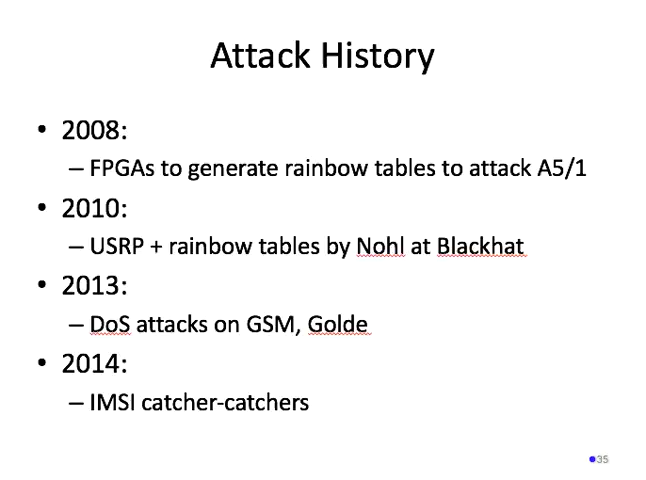 Attack History
• 2008:
– FPGAs to generate rainbow tables to attack A5/1
• 2010:
– USRP + rainbow tables by Nohl at Blackhat
• 2013:
– DoS attacks on GSM, Golde
• 2014:
– IMSI catcher-catchers
•35